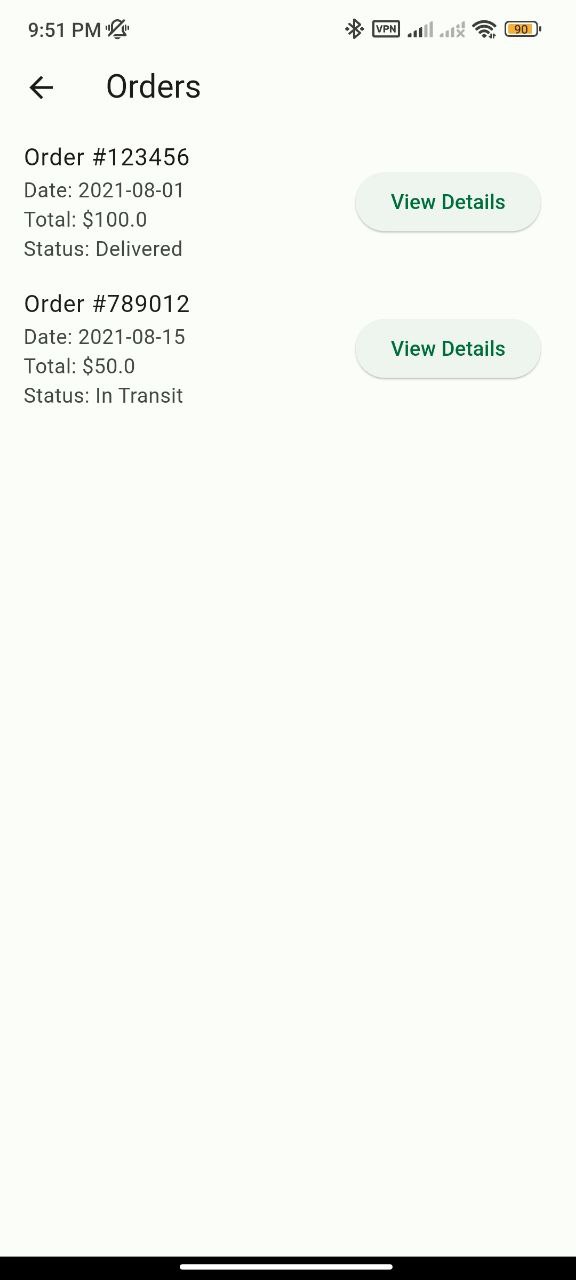 9:51 PM VPN 90
Orders
Order #123456
Date: 2021-08-01
Total: $100.0
Status: Delivered
View Details
Order #789012
Date: 2021-08-15
Total: $50.0
Status: In Transit
View Details